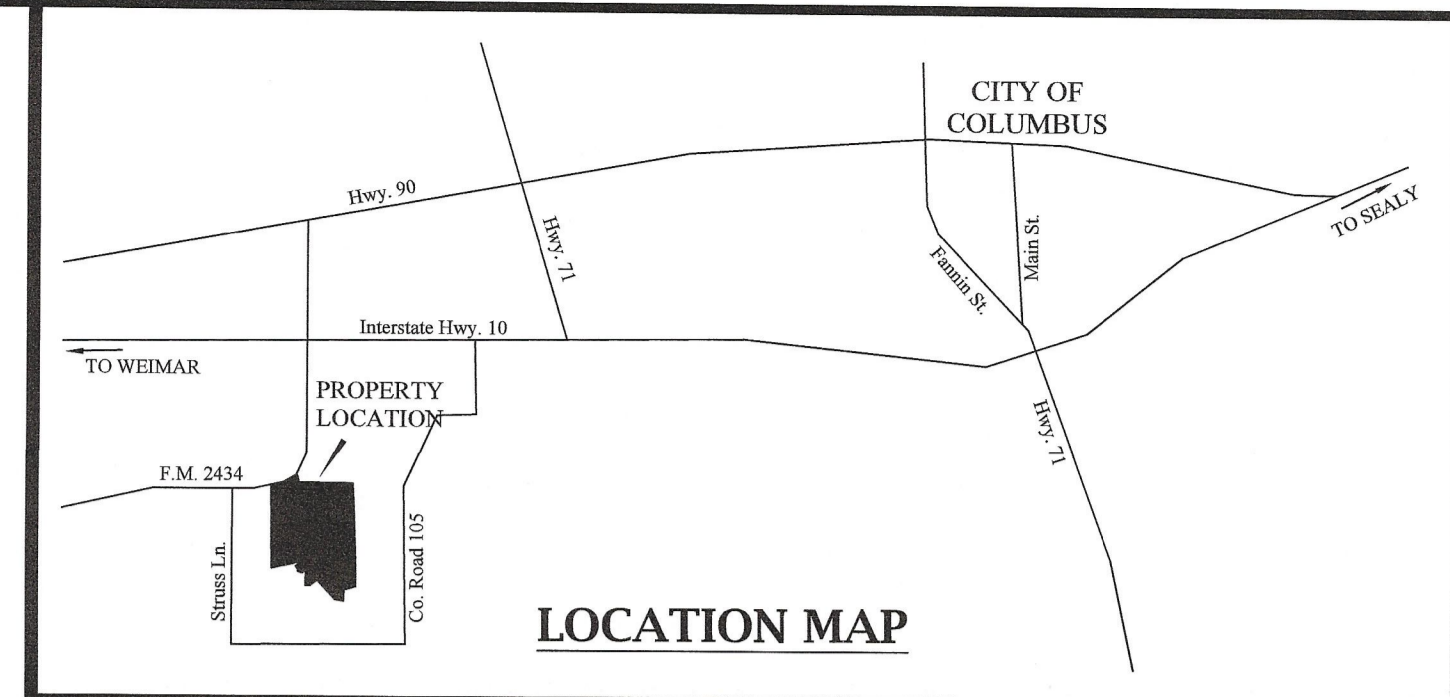 CITY OF
COLUMBUS
Hwy. 90
Hwy. 71
TO SEALY
Fannin St.
Main St.
Interstate Hwy. 10
TO WEIMAR
PROPERTY
LOCATION
Hwy. 71
F.M. 2434
Struss Ln.
Co. Road 105
LOCATION MAP